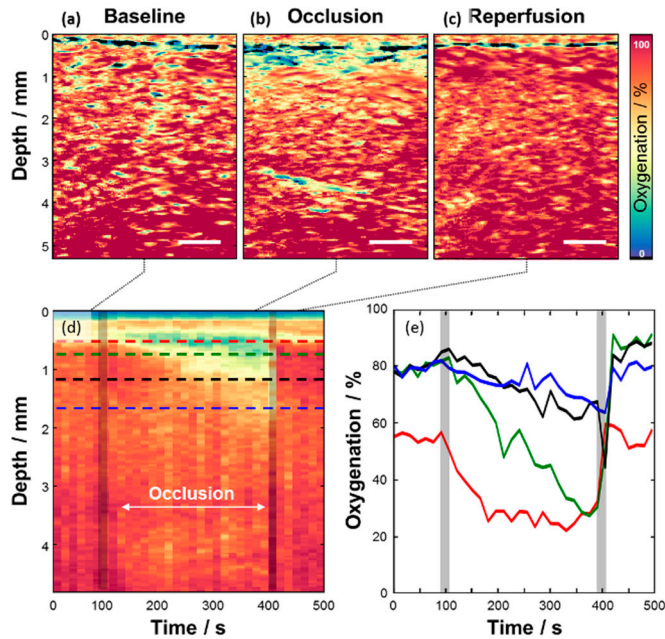 (a) Baseline
(b) Occlusion
(c) Reperfusion
Depth / mm
0
1
2
3
4
5
100
Oxygenation / %
0
(d)
Depth / mm
0
1
2
3
4
Occlusion
0 100 200 300 400 500
Time / s
(e)
Oxygenation / %
100
80
60
40
20
0
0 100 200 300 400 500
Time / s